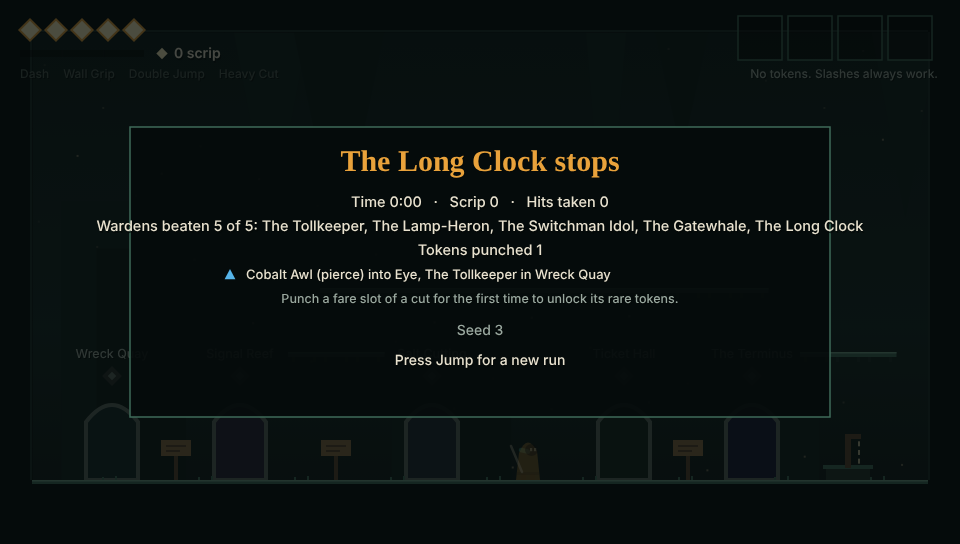 0 scrip
Dash Wall Grip Double Jump Heavy Cut
No tokens. Slashes always work.
The Long Clock stops
Time 0:00 · Scrip 0 · Hits taken 0
Wardens beaten 5 of 5: The Tollkeeper, The Lamp-Heron, The Switchman Idol, The Gatewhale, The Long Clock
Tokens punched 1
Cobalt Awl (pierce) into Eye, The Tollkeeper in Wreck Quay
Punch a fare slot of a cut for the first time to unlock its rare tokens.
Seed 3
Wreck Quay
Press Jump for a new run